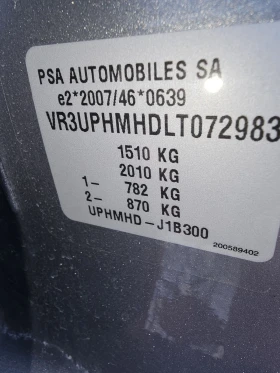 PSA AUTOMOBILES SA
e2*2007/46*0639
VR3UPHMHDLT072983
1510 KG
2010 KG
1- 782 KG
2- 870 KG
UPHMHD-J1B300
200589402